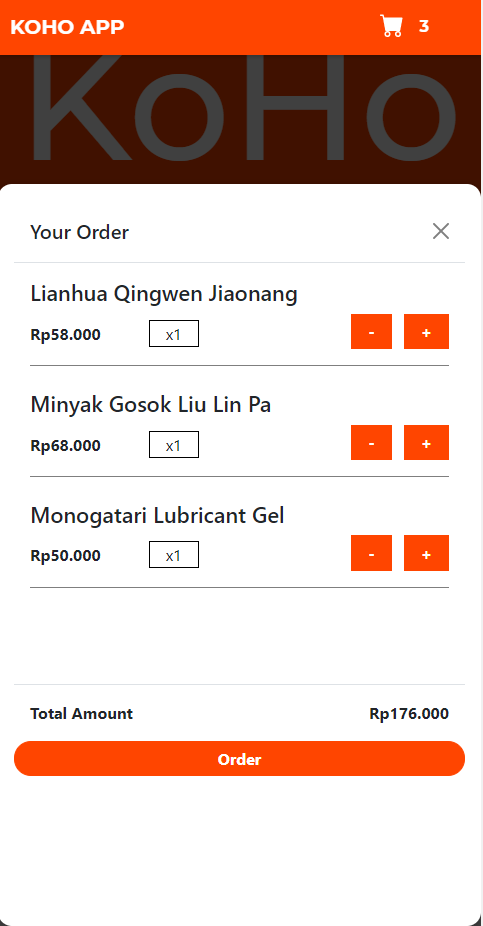 KOHO APP 3
KoHo
Your Order
Lianhua Qingwen Jiaonang
Rp58.000 x1 - +
Minyak Gosok Liu Lin Pa
Rp68.000 x1 - +
Monogatari Lubricant Gel
Rp50.000 x1 - +
Total Amount Rp176.000
Order